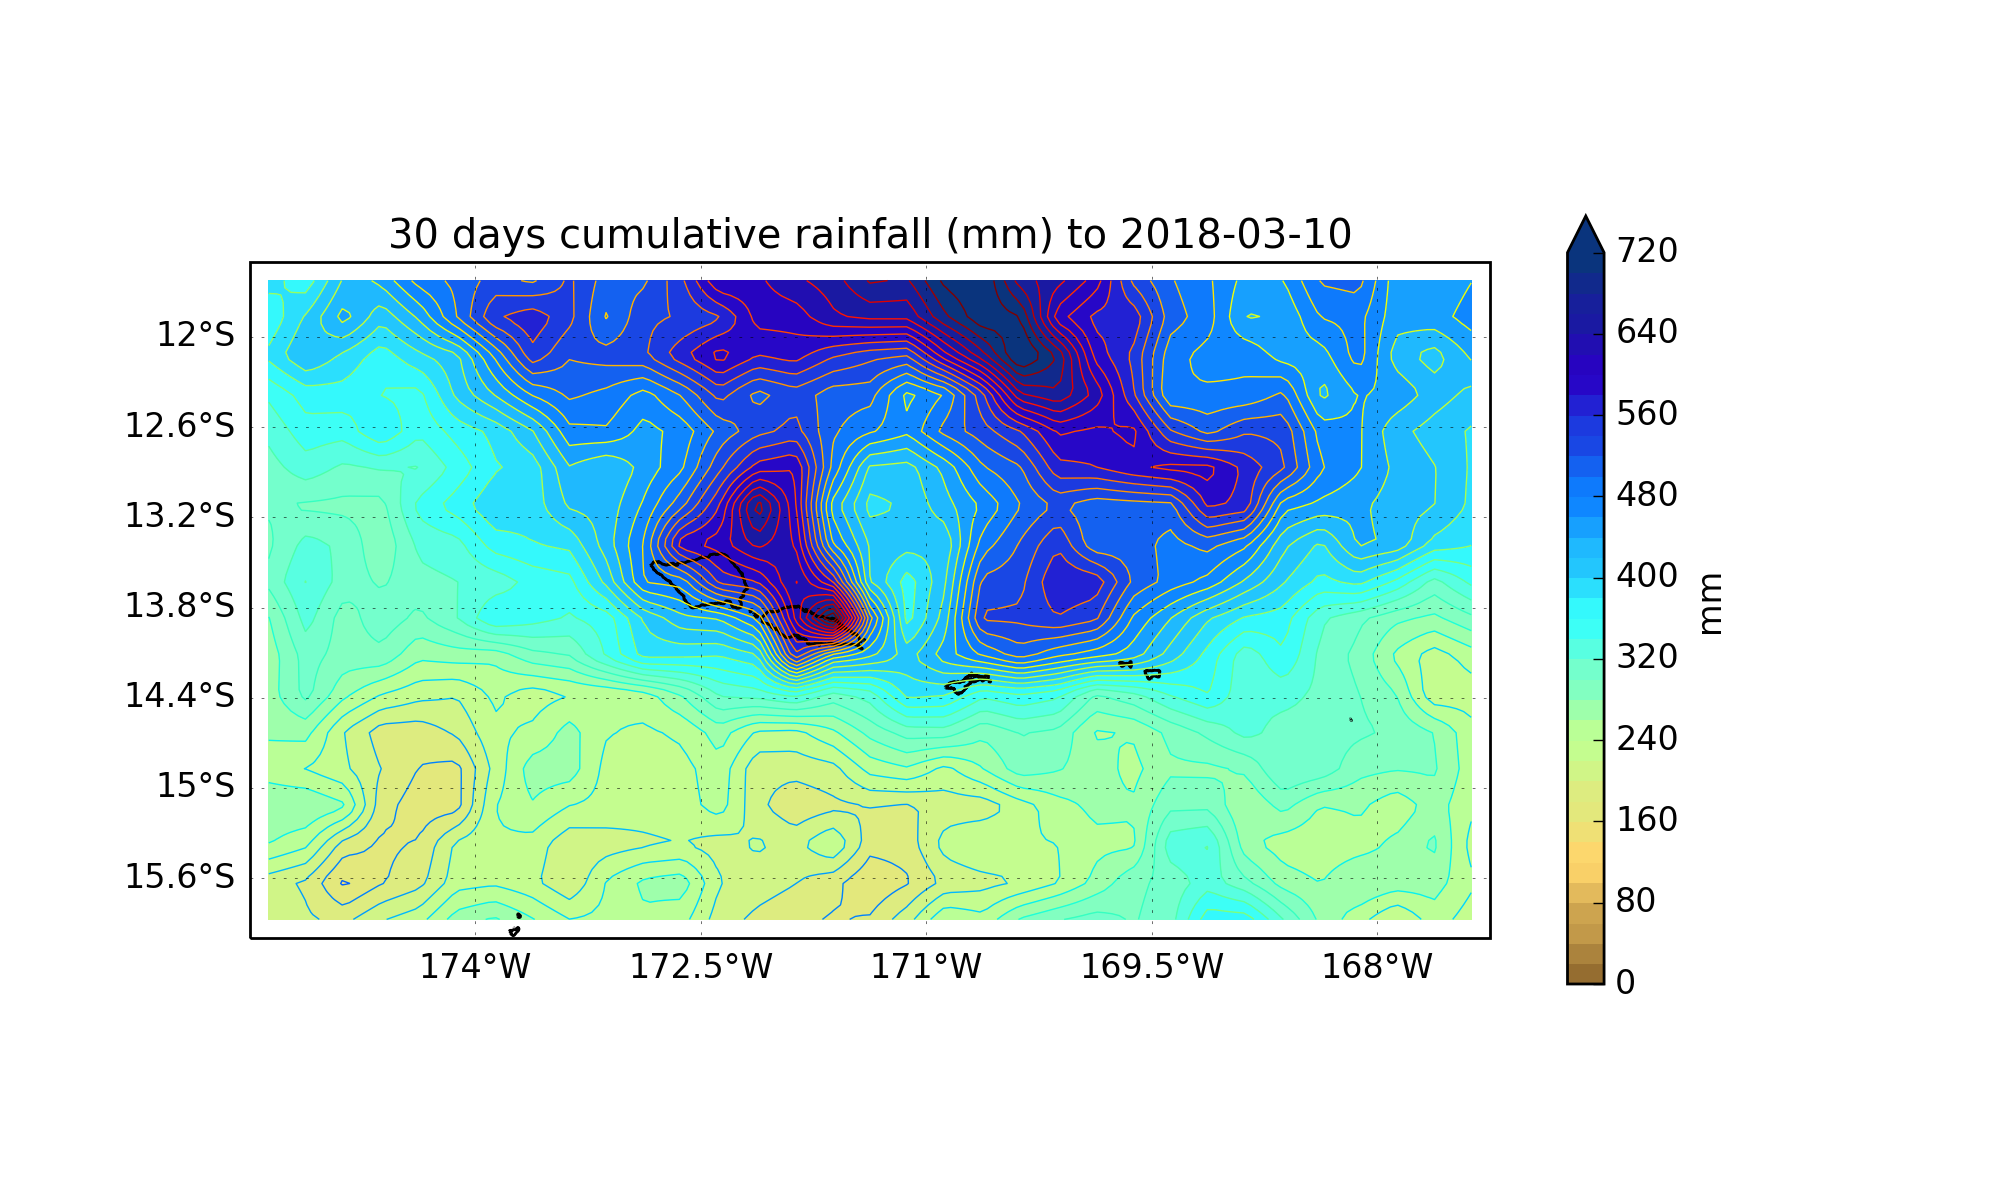 30 days cumulative rainfall (mm) to 2018-03-10
12°S
12.6°S
13.2°S
13.8°S
14.4°S
15°S
15.6°S
174°W
172.5°W
171°W
169.5°W
168°W
720
640
560
480
400
320
240
160
80
0
mm